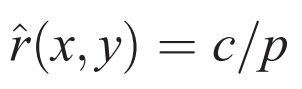 r̂(x, y) = c/p